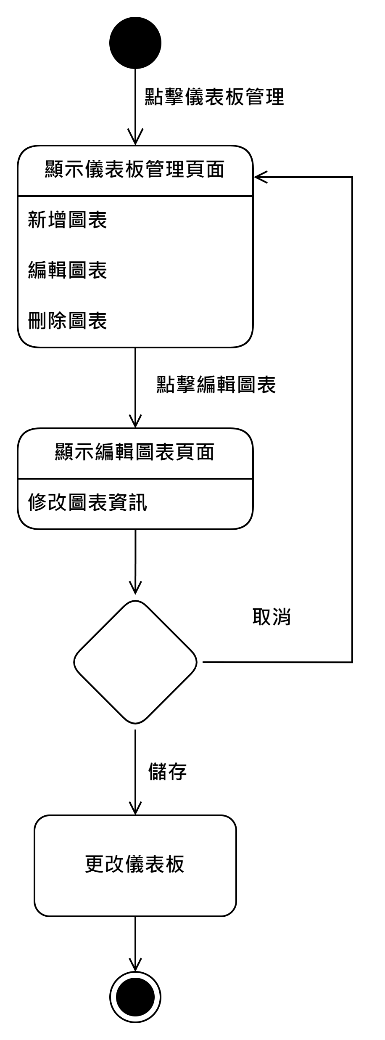 點擊儀表板管理
顯示儀表板管理頁面
新增圖表
編輯圖表
刪除圖表
點擊編輯圖表
顯示編輯圖表頁面
修改圖表資訊
取消
儲存
更改儀表板